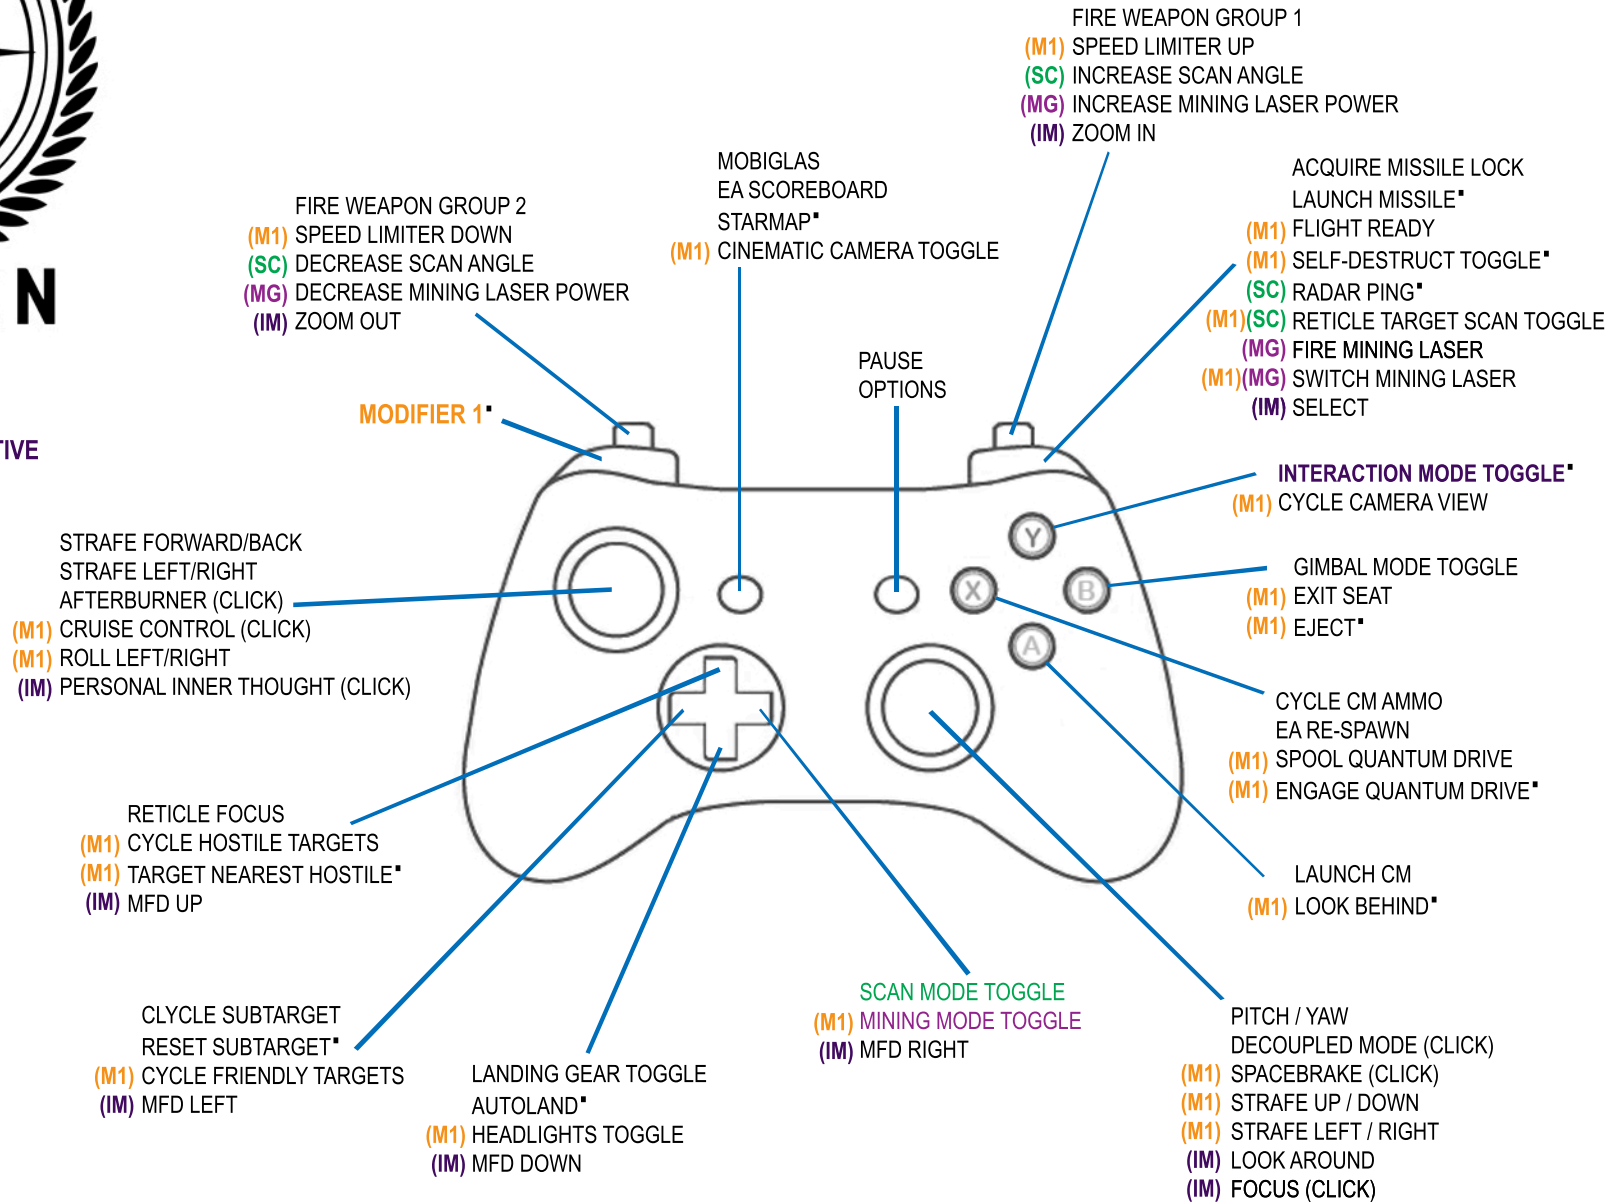 FIRE WEAPON GROUP 1
(M1) SPEED LIMITER UP
(SC) INCREASE SCAN ANGLE
(MG) INCREASE MINING LASER POWER
(IM) ZOOM IN
MOBIGLAS
EA SCOREBOARD
STARMAP▪
(M1) CINEMATIC CAMERA TOGGLE
ACQUIRE MISSILE LOCK
LAUNCH MISSILE▪
(M1) FLIGHT READY
(M1) SELF-DESTRUCT TOGGLE▪
(SC) RADAR PING▪
(M1)(SC) RETICLE TARGET SCAN TOGGLE
(MG) FIRE MINING LASER
(M1)(MG) SWITCH MINING LASER
(IM) SELECT
FIRE WEAPON GROUP 2
(M1) SPEED LIMITER DOWN
(SC) DECREASE SCAN ANGLE
(MG) DECREASE MINING LASER POWER
(IM) ZOOM OUT
N
PAUSE
OPTIONS
MODIFIER 1▪
TIVE
INTERACTION MODE TOGGLE▪
(M1) CYCLE CAMERA VIEW
Y
X
B
A
STRAFE FORWARD/BACK
STRAFE LEFT/RIGHT
AFTERBURNER (CLICK)
(M1) CRUISE CONTROL (CLICK)
(M1) ROLL LEFT/RIGHT
(IM) PERSONAL INNER THOUGHT (CLICK)
GIMBAL MODE TOGGLE
(M1) EXIT SEAT
(M1) EJECT▪
CYCLE CM AMMO
EA RE-SPAWN
(M1) SPOOL QUANTUM DRIVE
(M1) ENGAGE QUANTUM DRIVE▪
RETICLE FOCUS
(M1) CYCLE HOSTILE TARGETS
(M1) TARGET NEAREST HOSTILE▪
(IM) MFD UP
LAUNCH CM
(M1) LOOK BEHIND▪
CLYCLE SUBTARGET
RESET SUBTARGET▪
(M1) CYCLE FRIENDLY TARGETS
(IM) MFD LEFT
LANDING GEAR TOGGLE
AUTOLAND▪
(M1) HEADLIGHTS TOGGLE
(IM) MFD DOWN
SCAN MODE TOGGLE
(M1) MINING MODE TOGGLE
(IM) MFD RIGHT
PITCH / YAW
DECOUPLED MODE (CLICK)
(M1) SPACEBRAKE (CLICK)
(M1) STRAFE UP / DOWN
(M1) STRAFE LEFT / RIGHT
(IM) LOOK AROUND
(IM) FOCUS (CLICK)